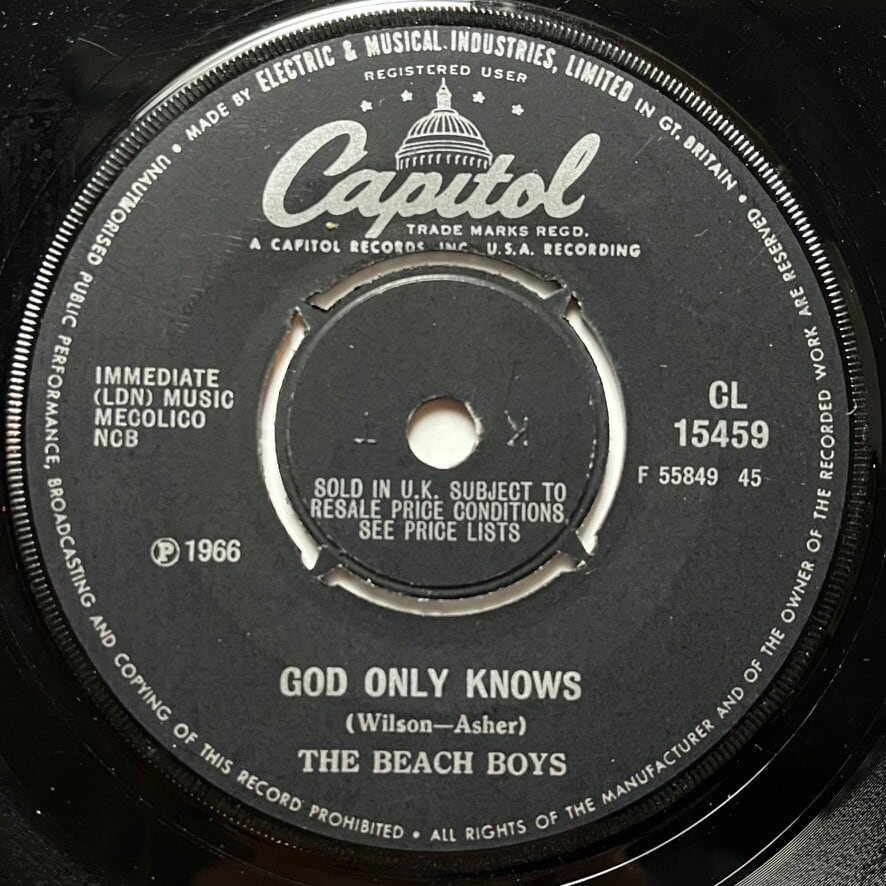 MADE BY ELECTRIC & MUSICAL INDUSTRIES, LIMITED IN GT. BRITAIN •
REGISTERED USER
Capitol
TRADE MARKS REGD.
A CAPITOL RECORDS, INC., U.S.A. RECORDING
IMMEDIATE
(LDN) MUSIC
MECOLICO
NCB
℗ 1966
CL
15459
F 55849 45
K T
SOLD IN U.K. SUBJECT TO
RESALE PRICE CONDITIONS,
SEE PRICE LISTS
GOD ONLY KNOWS
(Wilson—Asher)
THE BEACH BOYS
ALL RIGHTS OF THE MANUFACTURER AND OF THE OWNER OF THE RECORDED WORK ARE RESERVED •
UNAUTHORISED PUBLIC PERFORMANCE, BROADCASTING AND COPYING OF THIS RECORD PROHIBITED •